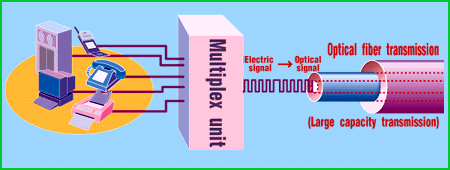 Multiplex unit
Electric → Optical
signal signal
Optical fiber transmission
(Large capacity transmission)